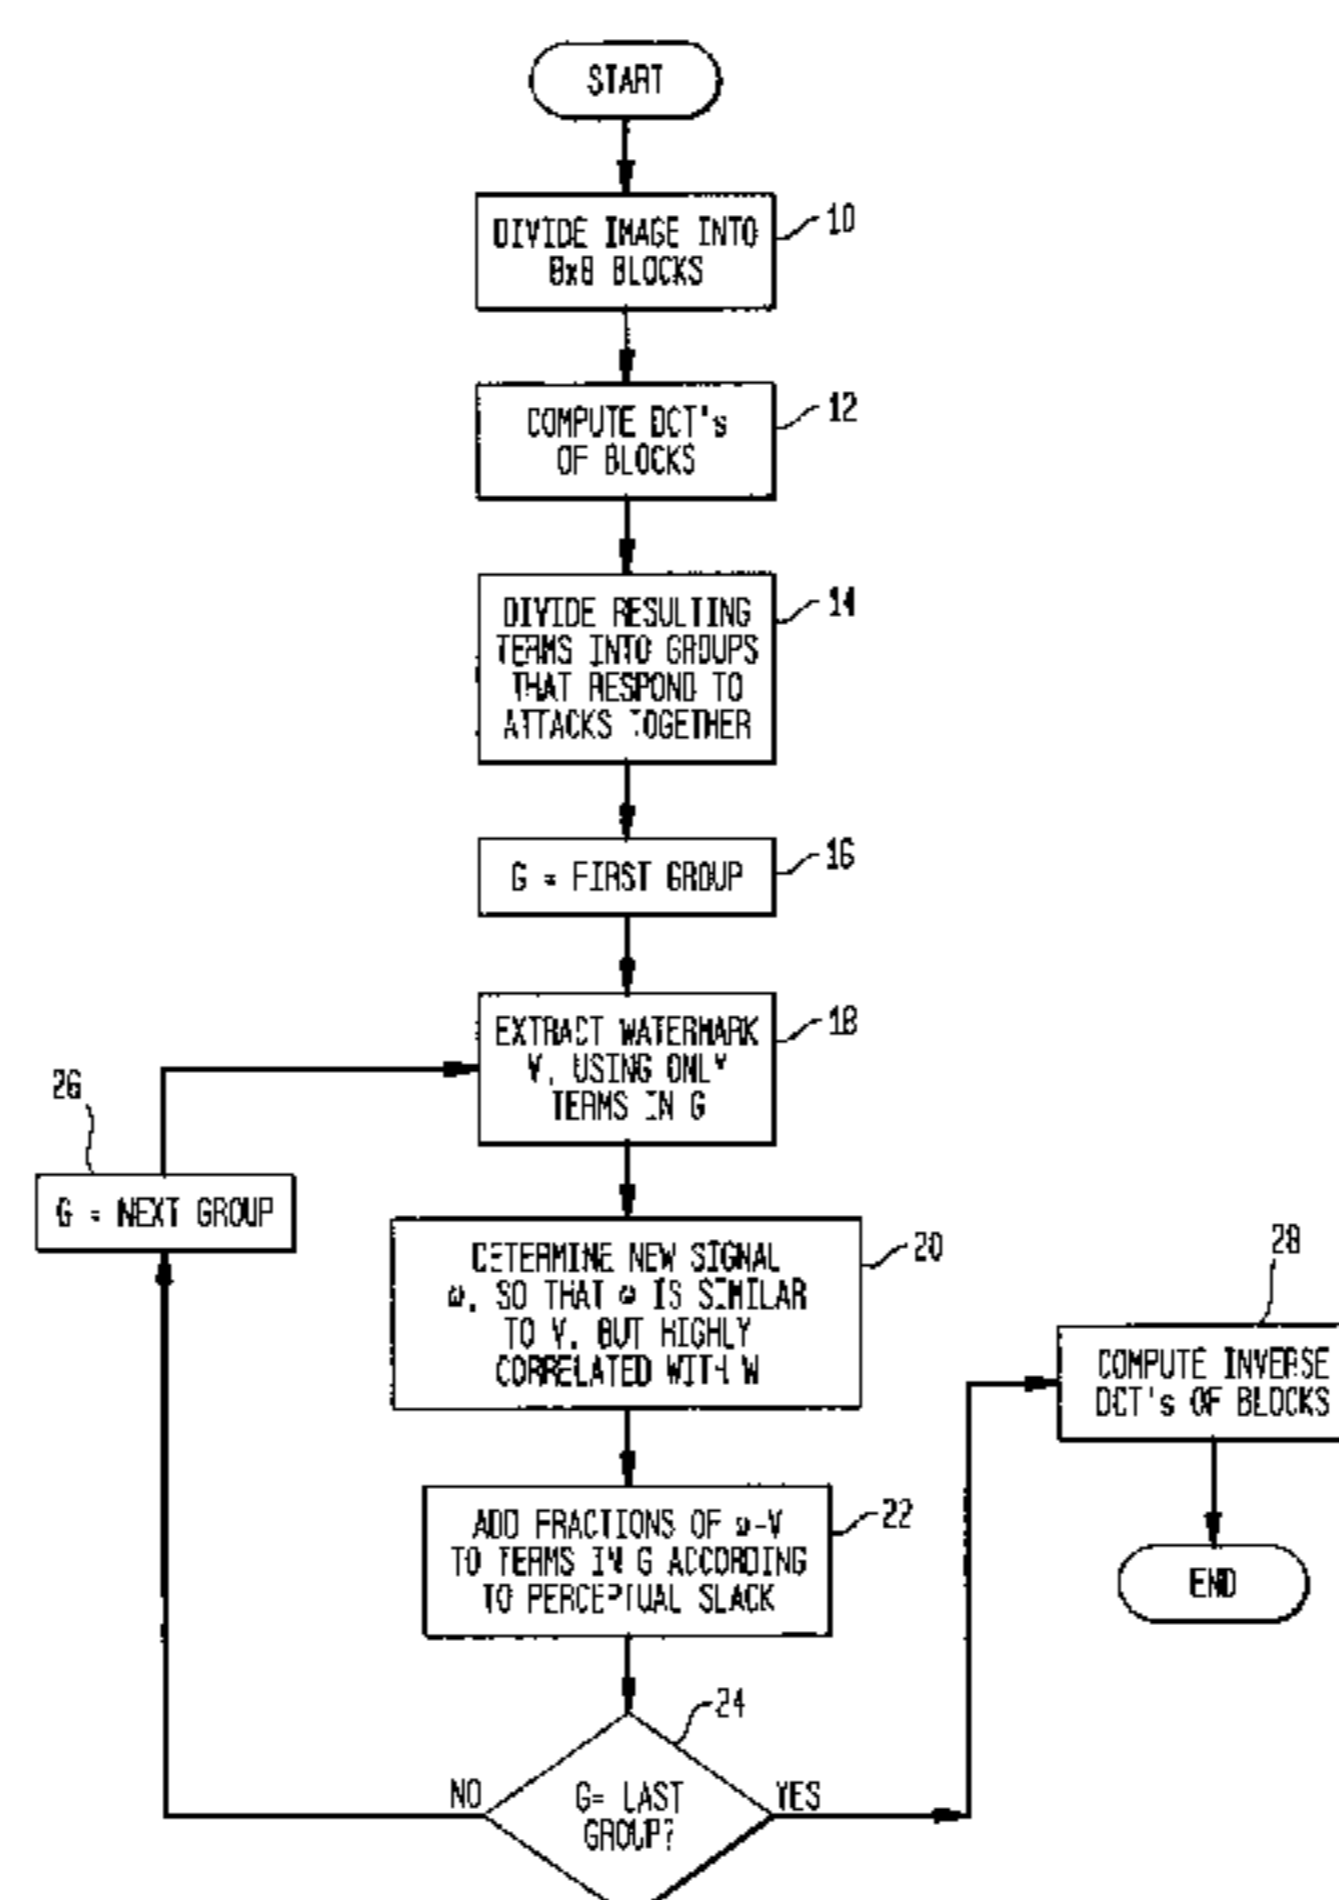 START
DIVIDE IMAGE INTO
8x8 BLOCKS
10
COMPUTE DCT's
OF BLOCKS
12
DIVIDE RESULTING
TERMS INTO GROUPS
THAT RESPOND TO
ATTACKS TOGETHER
14
G = FIRST GROUP
16
EXTRACT WATERMARK
V, USING ONLY
TERMS IN G
18
26
G = NEXT GROUP
DETERMINE NEW SIGNAL
ω, SO THAT ω IS SIMILAR
TO V, BUT HIGHLY
CORRELATED WITH W
20
ADD FRACTIONS OF ω-V
TO TERMS IN G ACCORDING
TO PERCEPTUAL SLACK
22
24
G= LAST
GROUP?
NO
YES
28
COMPUTE INVERSE
DCT's OF BLOCKS
END